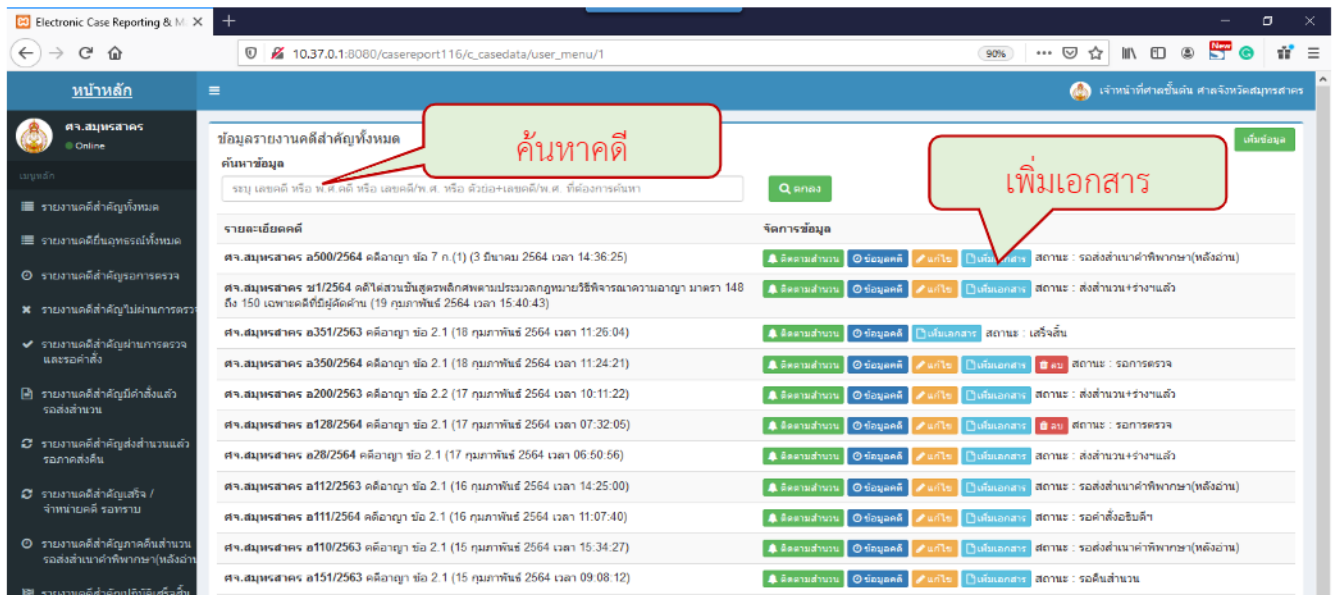 Electronic Case Reporting & M
10.37.0.1:8080/casereport116/c_casedata/user_menu/1
90%
New
หน้าหลัก
เจ้าหน้าที่ศาลชั้นต้น ศาลจังหวัดสมุทรสาคร
ศจ.สมุทรสาคร
Online
เมนูหลัก
รายงานคดีสำคัญทั้งหมด
รายงานคดียื่นอุทธรณ์ทั้งหมด
รายงานคดีสำคัญรอการตรวจ
รายงานคดีสำคัญไม่ผ่านการตรวจ
รายงานคดีสำคัญผ่านการตรวจ
และรอคำสั่ง
รายงานคดีสำคัญมีคำสั่งแล้ว
รอส่งสำนวน
รายงานคดีสำคัญส่งสำนวนแล้ว
รอภาคส่งคืน
รายงานคดีสำคัญเสร็จ /
จำหน่ายคดี รอทราบ
รายงานคดีสำคัญภาคคืนสำนวน
รอส่งสำเนาคำพิพากษา(หลังอ่าน
ข้อมูลรายงานคดีสำคัญทั้งหมด
เพิ่มข้อมูล
ค้นหาคดี
เพิ่มเอกสาร
ค้นหาข้อมูล
ระบุ เลขคดี หรือ พ.ศ.คดี หรือ เลขคดี/พ.ศ. หรือ ตัวย่อ+เลขคดี/พ.ศ. ที่ต้องการค้นหา
ตกลง
รายละเอียดคดี จัดการข้อมูล
ศจ.สมุทรสาคร อ500/2564 คดีอาญา ข้อ 7 ก.(1) (3 มีนาคม 2564 เวลา 14:36:25) ติดตามสำนวน ข้อมูลคดี แก้ไข เพิ่มเอกสาร สถานะ : รอส่งสำเนาคำพิพากษา(หลังอ่าน)
ศจ.สมุทรสาคร ช1/2564 คดีไต่สวนชันสูตรพลิกศพตามประมวลกฎหมายวิธีพิจารณาความอาญา มาตรา 148 ติดตามสำนวน ข้อมูลคดี แก้ไข เพิ่มเอกสาร สถานะ : ส่งสำนวน+ร่างฯแล้ว
ถึง 150 เฉพาะคดีที่มีผู้คัดค้าน (19 กุมภาพันธ์ 2564 เวลา 15:40:43)
ศจ.สมุทรสาคร อ351/2563 คดีอาญา ข้อ 2.1 (18 กุมภาพันธ์ 2564 เวลา 11:26:04) ติดตามสำนวน ข้อมูลคดี เพิ่มเอกสาร สถานะ : เสร็จสิ้น
ศจ.สมุทรสาคร อ350/2564 คดีอาญา ข้อ 2.1 (18 กุมภาพันธ์ 2564 เวลา 11:24:21) ติดตามสำนวน ข้อมูลคดี แก้ไข เพิ่มเอกสาร ลบ สถานะ : รอการตรวจ
ศจ.สมุทรสาคร อ200/2564 คดีอาญา ข้อ 2.2 (17 กุมภาพันธ์ 2564 เวลา 10:11:22) ติดตามสำนวน ข้อมูลคดี แก้ไข เพิ่มเอกสาร สถานะ : ส่งสำนวน+ร่างฯแล้ว
ศจ.สมุทรสาคร อ128/2564 คดีอาญา ข้อ 2.1 (17 กุมภาพันธ์ 2564 เวลา 07:32:05) ติดตามสำนวน ข้อมูลคดี แก้ไข เพิ่มเอกสาร ลบ สถานะ : รอการตรวจ
ศจ.สมุทรสาคร อ28/2564 คดีอาญา ข้อ 2.1 (17 กุมภาพันธ์ 2564 เวลา 06:50:56) ติดตามสำนวน ข้อมูลคดี แก้ไข เพิ่มเอกสาร สถานะ : ส่งสำนวน+ร่างฯแล้ว
ศจ.สมุทรสาคร อ112/2563 คดีอาญา ข้อ 2.1 (16 กุมภาพันธ์ 2564 เวลา 14:25:00) ติดตามสำนวน ข้อมูลคดี แก้ไข เพิ่มเอกสาร สถานะ : รอส่งสำเนาคำพิพากษา(หลังอ่าน)
ศจ.สมุทรสาคร อ111/2564 คดีอาญา ข้อ 2.1 (16 กุมภาพันธ์ 2564 เวลา 11:07:40) ติดตามสำนวน ข้อมูลคดี แก้ไข เพิ่มเอกสาร สถานะ : รอคำสั่งอธิบดีฯ
ศจ.สมุทรสาคร อ110/2563 คดีอาญา ข้อ 2.1 (15 กุมภาพันธ์ 2564 เวลา 15:34:27) ติดตามสำนวน ข้อมูลคดี แก้ไข เพิ่มเอกสาร สถานะ : รอส่งสำเนาคำพิพากษา(หลังอ่าน)
ศจ.สมุทรสาคร อ151/2563 คดีอาญา ข้อ 2.1 (15 กุมภาพันธ์ 2564 เวลา 09:08:12) ติดตามสำนวน ข้อมูลคดี แก้ไข เพิ่มเอกสาร สถานะ : รอคืนสำนวน